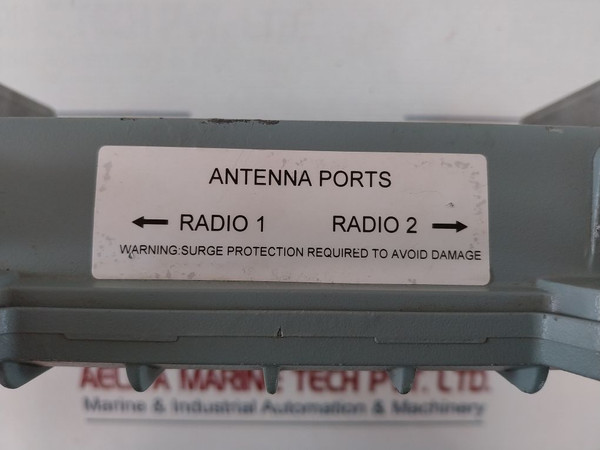 ANTENNA PORTS
← RADIO 1 RADIO 2 →
WARNING:SURGE PROTECTION REQUIRED TO AVOID DAMAGE
MARINE TECH PVT. LTD.
Marine & Industrial Automation & Machinery